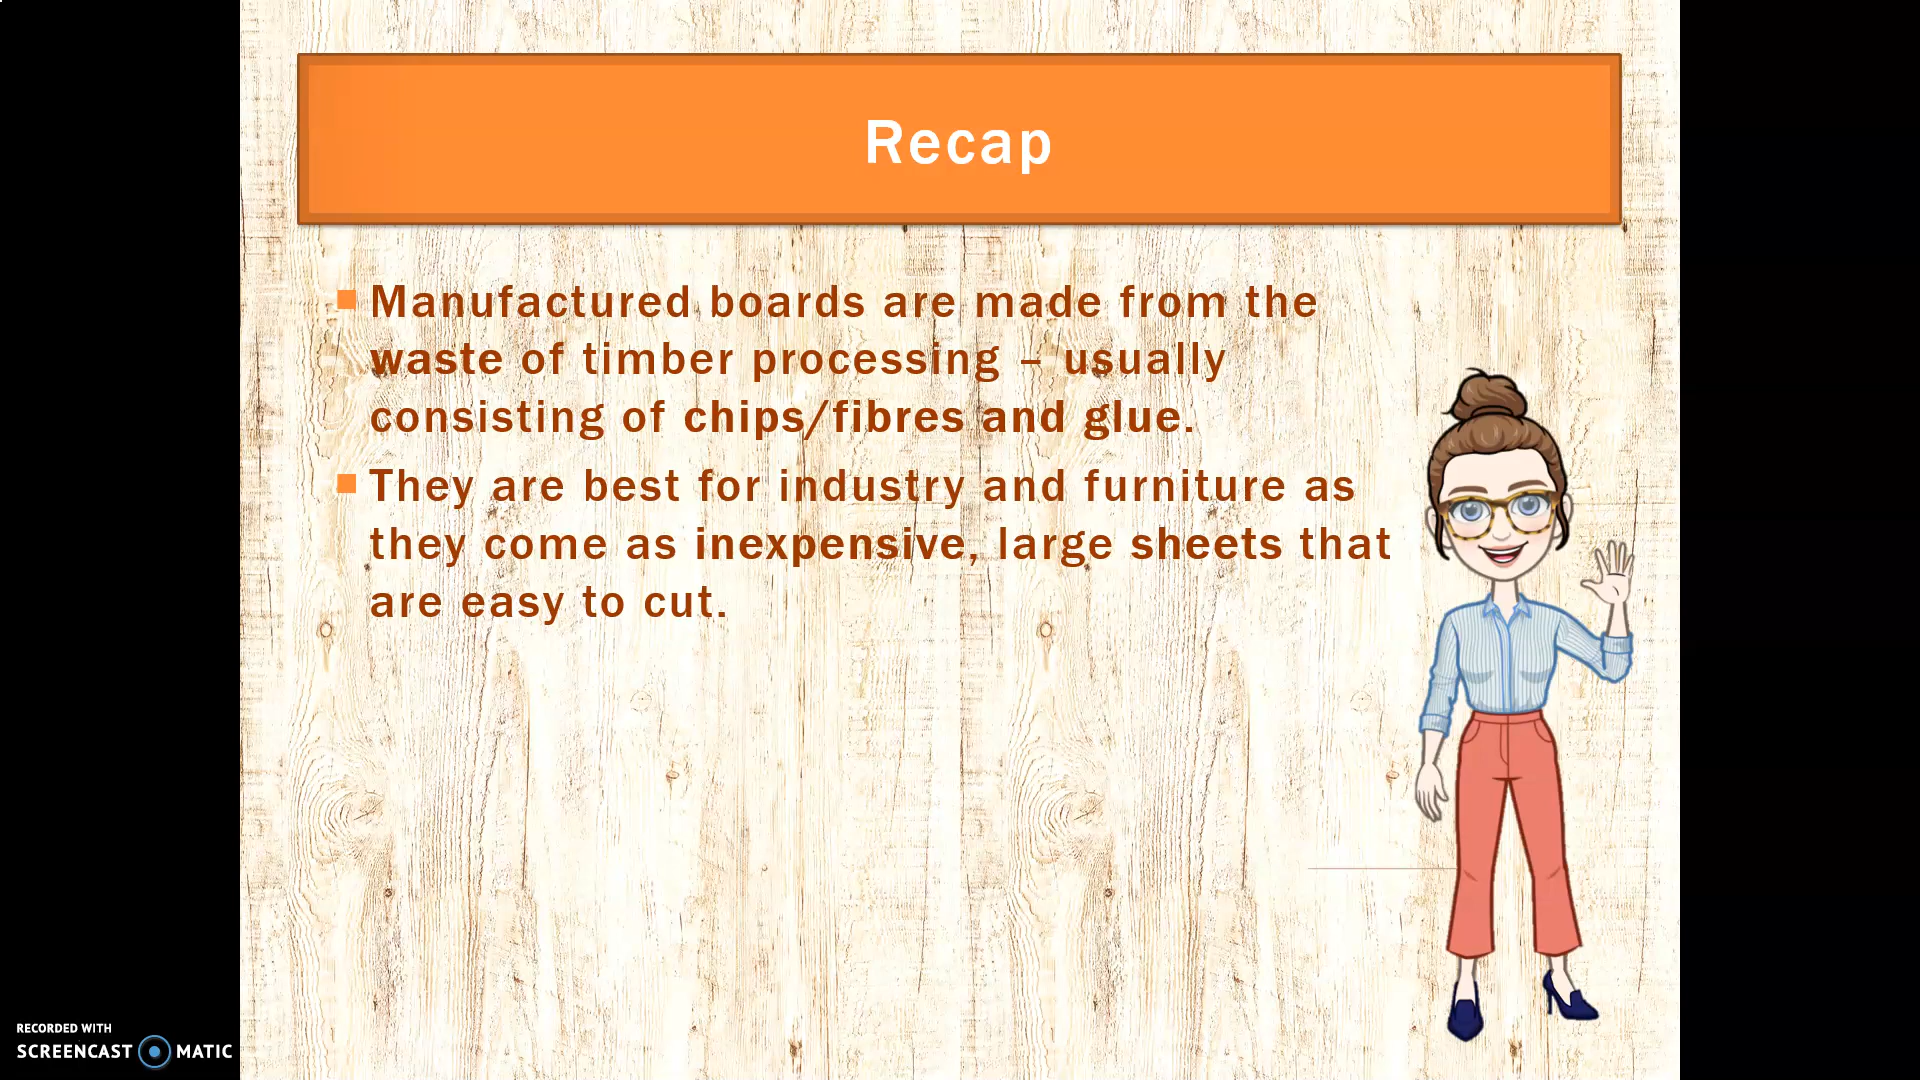 Recap
Manufactured boards are made from the
waste of timber processing – usually
consisting of chips/fibres and glue.
They are best for industry and furniture as
they come as inexpensive, large sheets that
are easy to cut.
RECORDED WITH
SCREENCAST MATIC